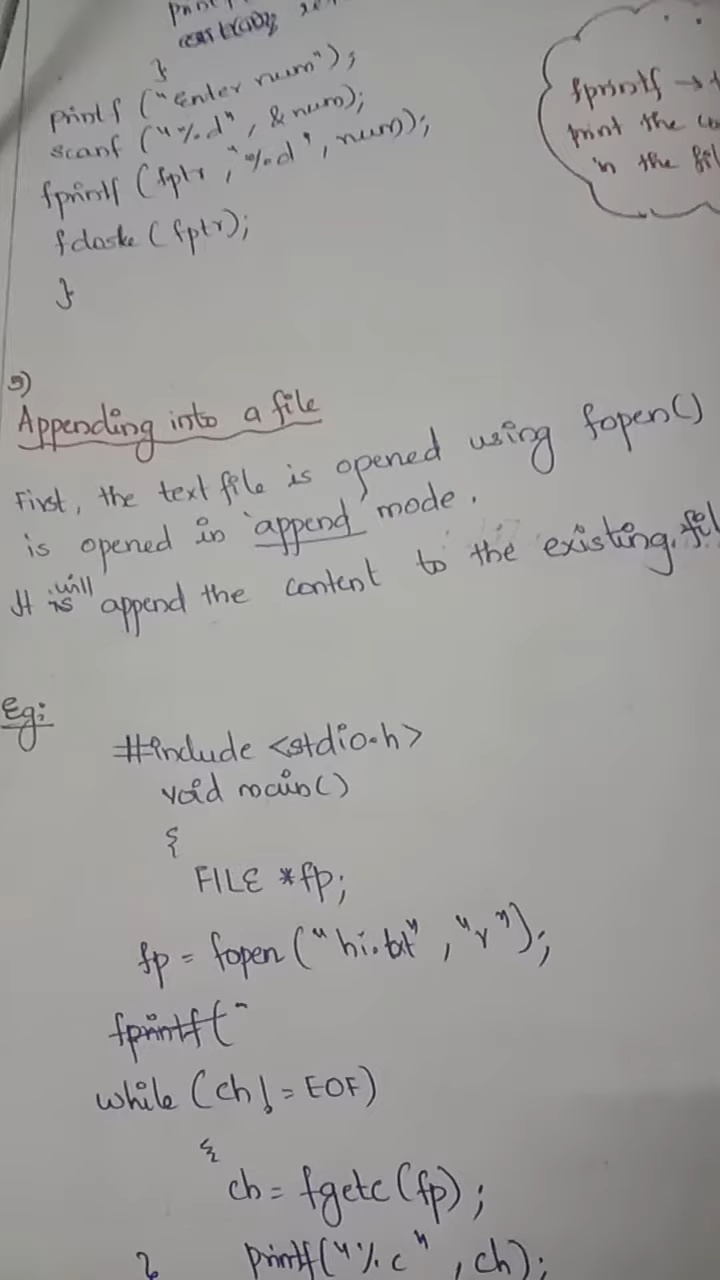 }
printf ("enter num");
scanf ("%d", &num);
fprintf (fptr, "%d", num);
fcloske (fptr);
}
fprintf →
print the
in the
Appending into a file
First, the text file is opened using fopen()
is opened in 'append' mode.
It is will append the content to the existing
Eg:
#include <stdio.h>
void main()
{
FILE *fp;
fp = fopen("hi.txt", "r");
fprintf("
while (ch != EOF)
{
ch = fgetc(fp);
} printf("%c", ch);